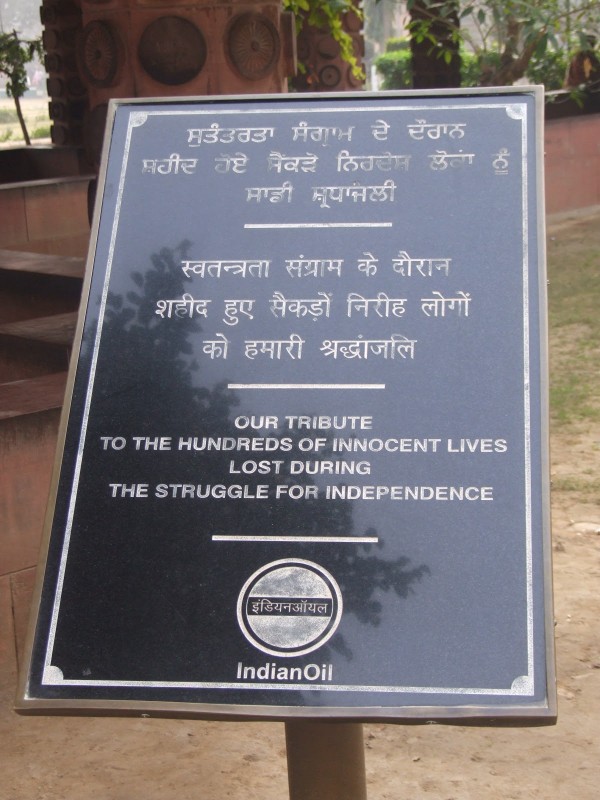 ਸੁਤੰਤਰਤਾ ਸੰਗ੍ਰਾਮ ਦੇ ਦੌਰਾਨ
ਸ਼ਹੀਦ ਹੋਏ ਸੈਂਕੜੇ ਨਿਰਦੋਸ਼ ਲੋਕਾਂ ਨੂੰ
ਸਾਡੀ ਸ਼੍ਰਧਾਂਜਲੀ
स्वतन्त्रता संग्राम के दौरान
शहीद हुए सैकड़ों निरीह लोगों
को हमारी श्रद्धांजलि
OUR TRIBUTE
TO THE HUNDREDS OF INNOCENT LIVES
LOST DURING
THE STRUGGLE FOR INDEPENDENCE
इंडियनऑयल
IndianOil